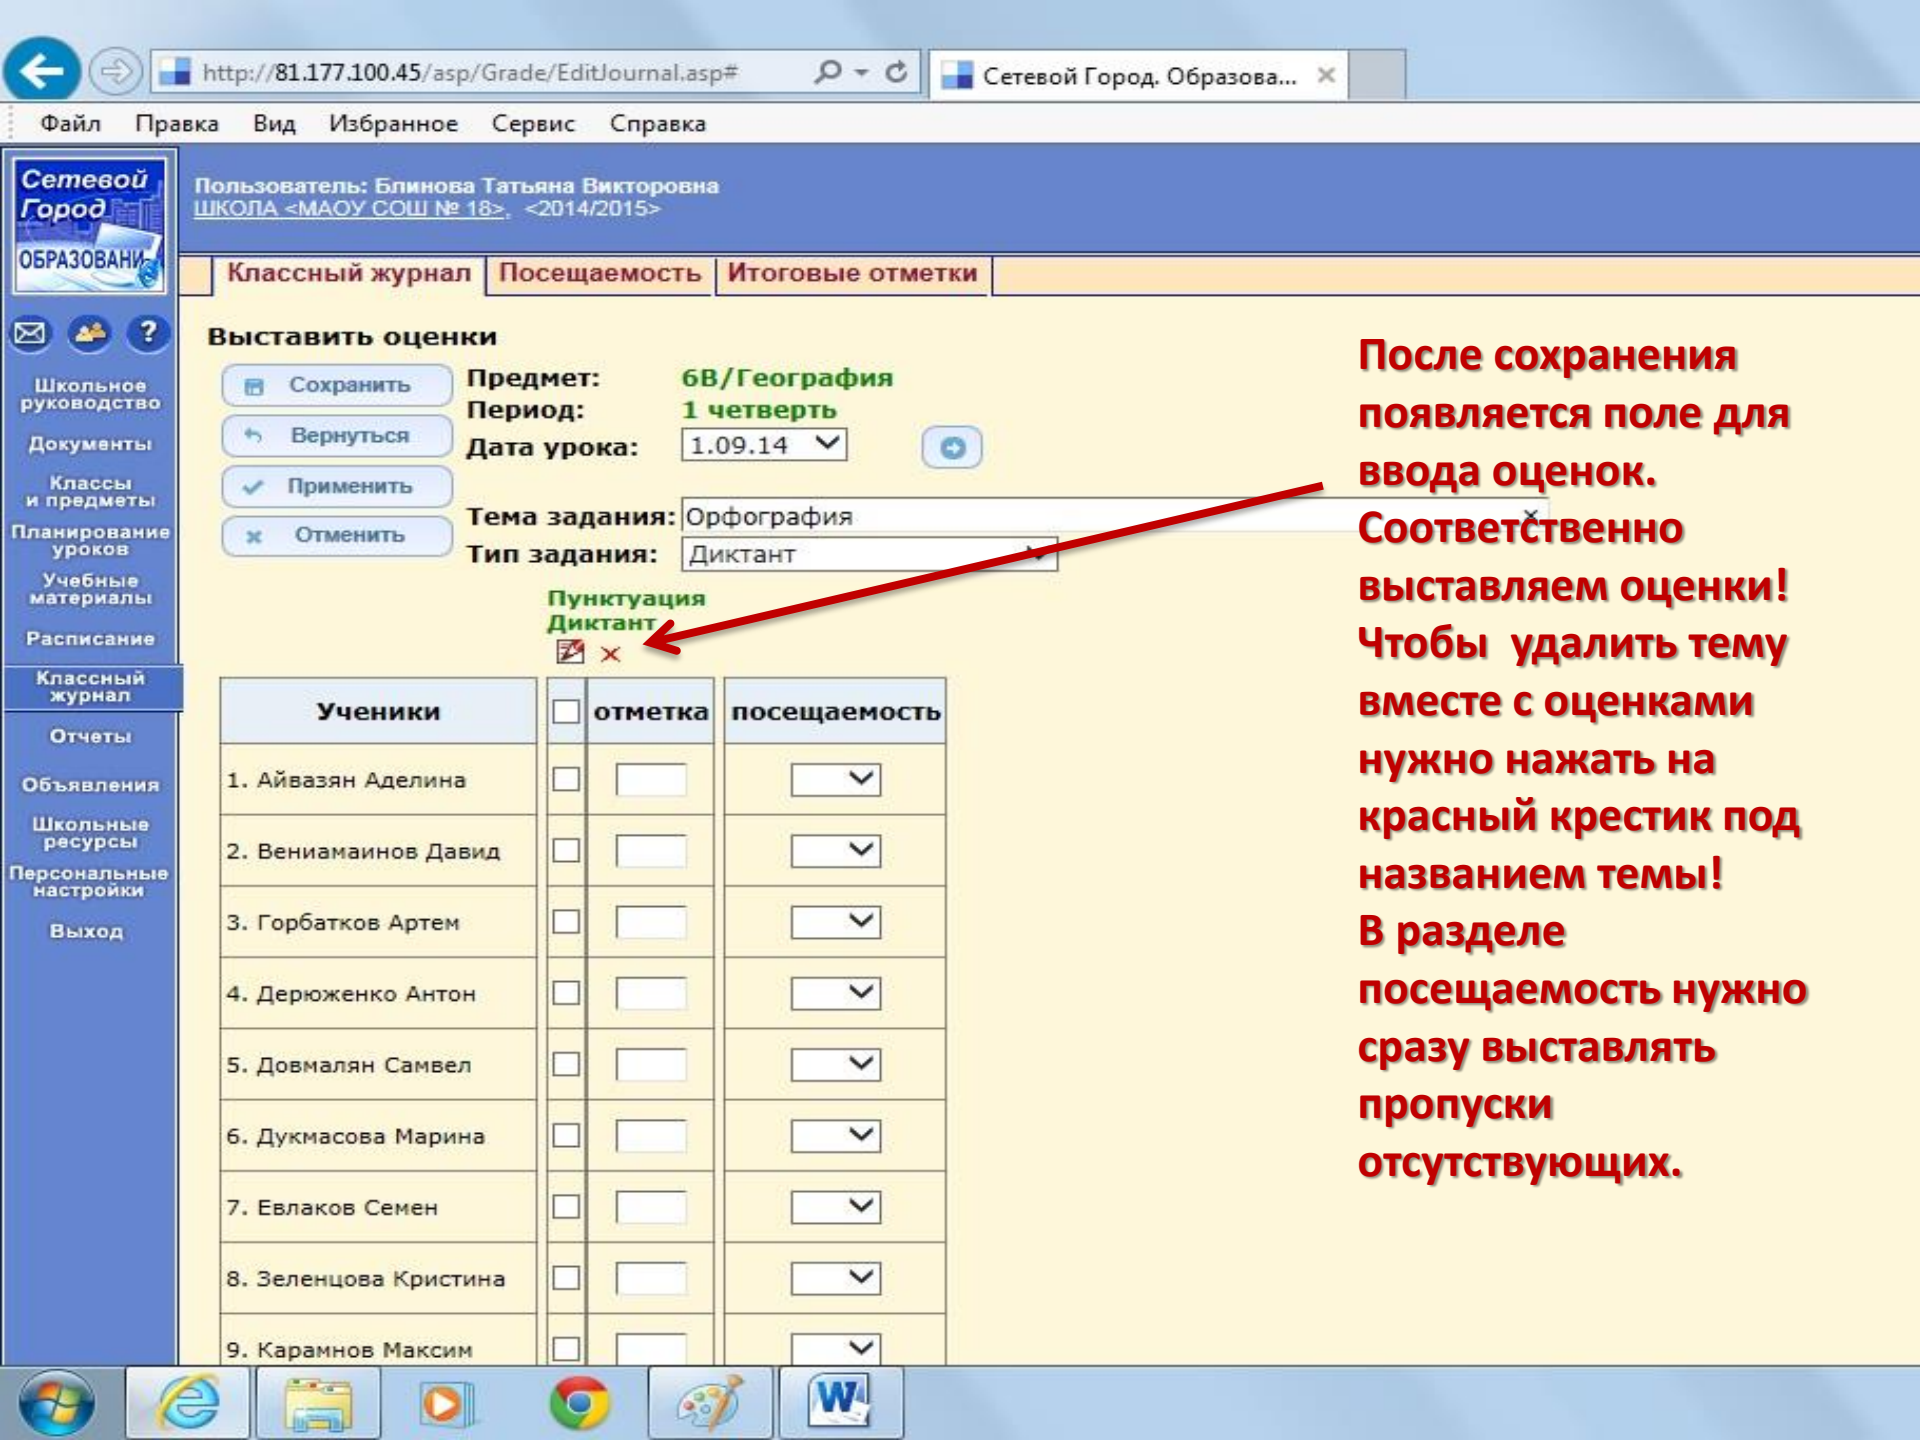 http://81.177.100.45/asp/Grade/EditJournal.asp#
Сетевой Город. Образова...
Файл Правка Вид Избранное Сервис Справка
Сетевой
Город
ОБРАЗОВАНИ
Пользователь: Блинова Татьяна Викторовна
ШКОЛА <МАОУ СОШ № 18>, <2014/2015>
Классный журнал Посещаемость Итоговые отметки
?
Школьное
руководство
Документы
Классы
и предметы
Планирование
уроков
Учебные
материалы
Расписание
Классный
журнал
Отчеты
Объявления
Школьные
ресурсы
Персональные
настройки
Выход
Выставить оценки
Сохранить
Вернуться
Применить
Отменить
Предмет: 6В/География
Период: 1 четверть
Дата урока: 1.09.14
Тема задания: Орфография
Тип задания: Диктант
Пунктуация
Диктант
Ученики отметка посещаемость
1. Айвазян Аделина
2. Вениамаинов Давид
3. Горбатков Артем
4. Дерюженко Антон
5. Довмалян Самвел
6. Дукмасова Марина
7. Евлаков Семен
8. Зеленцова Кристина
9. Карамнов Максим
После сохранения
появляется поле для
ввода оценок.
Соответственно
выставляем оценки!
Чтобы удалить тему
вместе с оценками
нужно нажать на
красный крестик под
названием темы!
В разделе
посещаемость нужно
сразу выставлять
пропуски
отсутствующих.
W